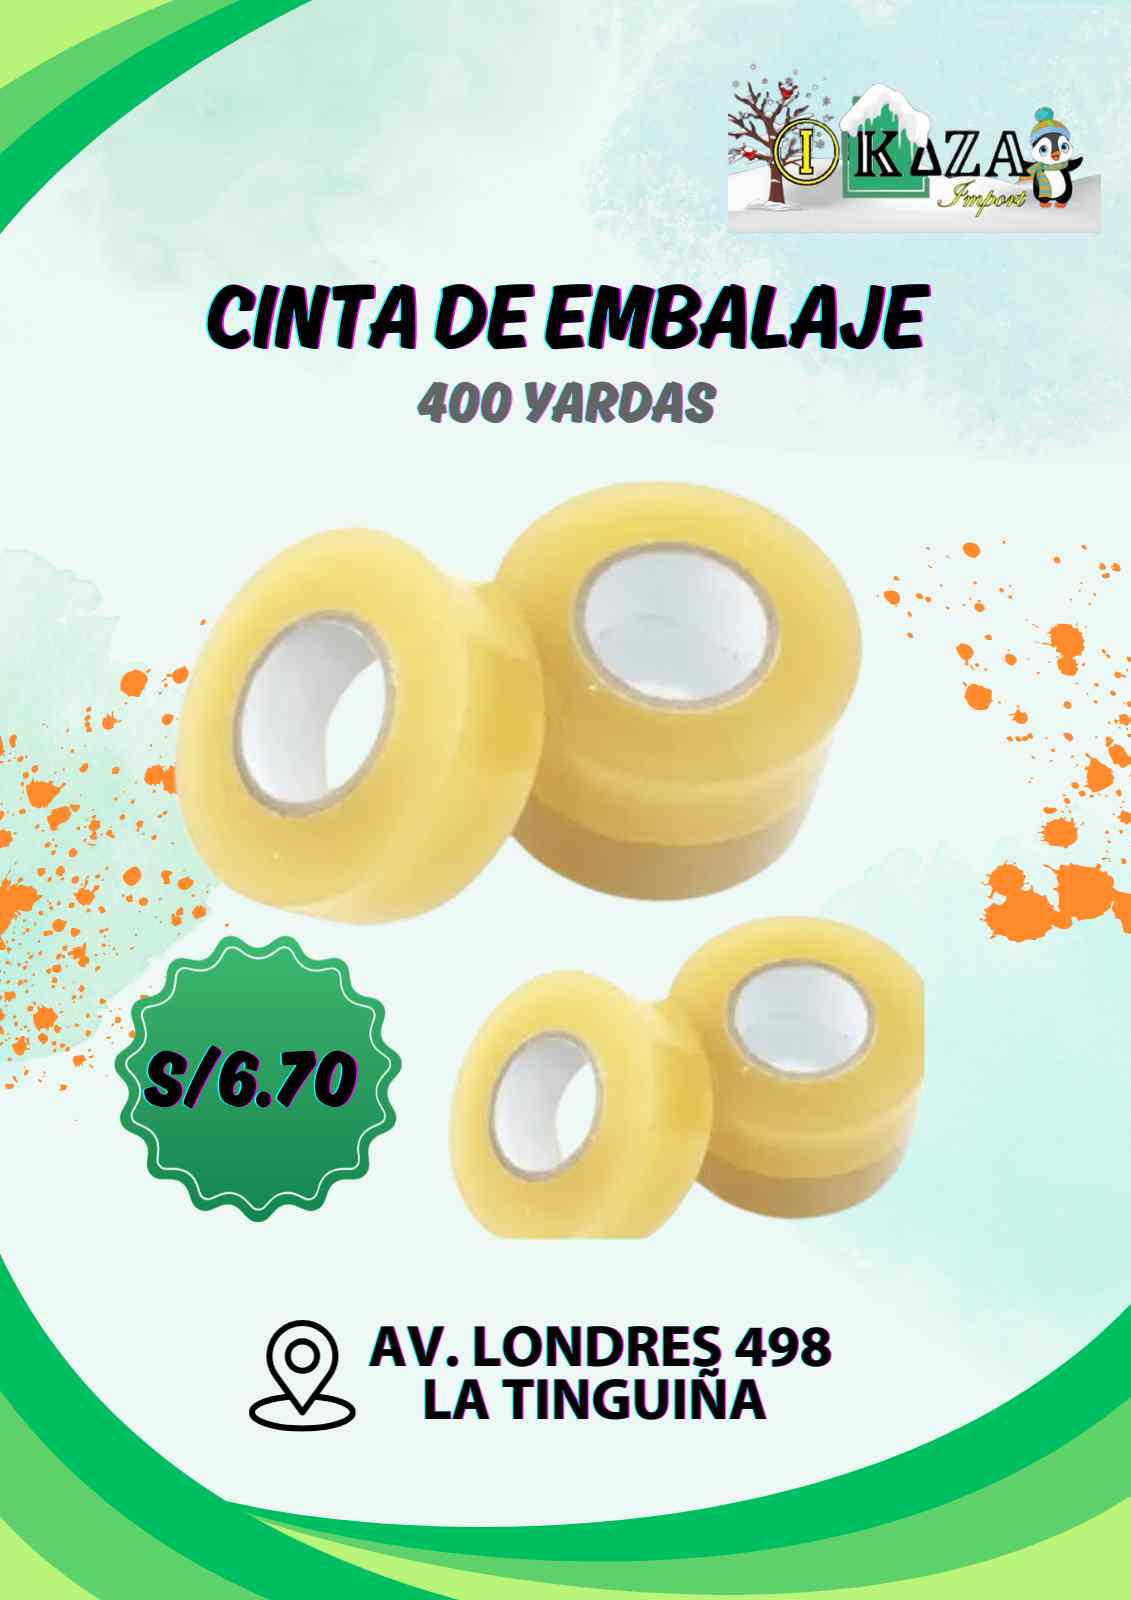 I KAZA
Import
CINTA DE EMBALAJE
400 YARDAS
S/6.70
AV. LONDRES 498
LA TINGUIÑA